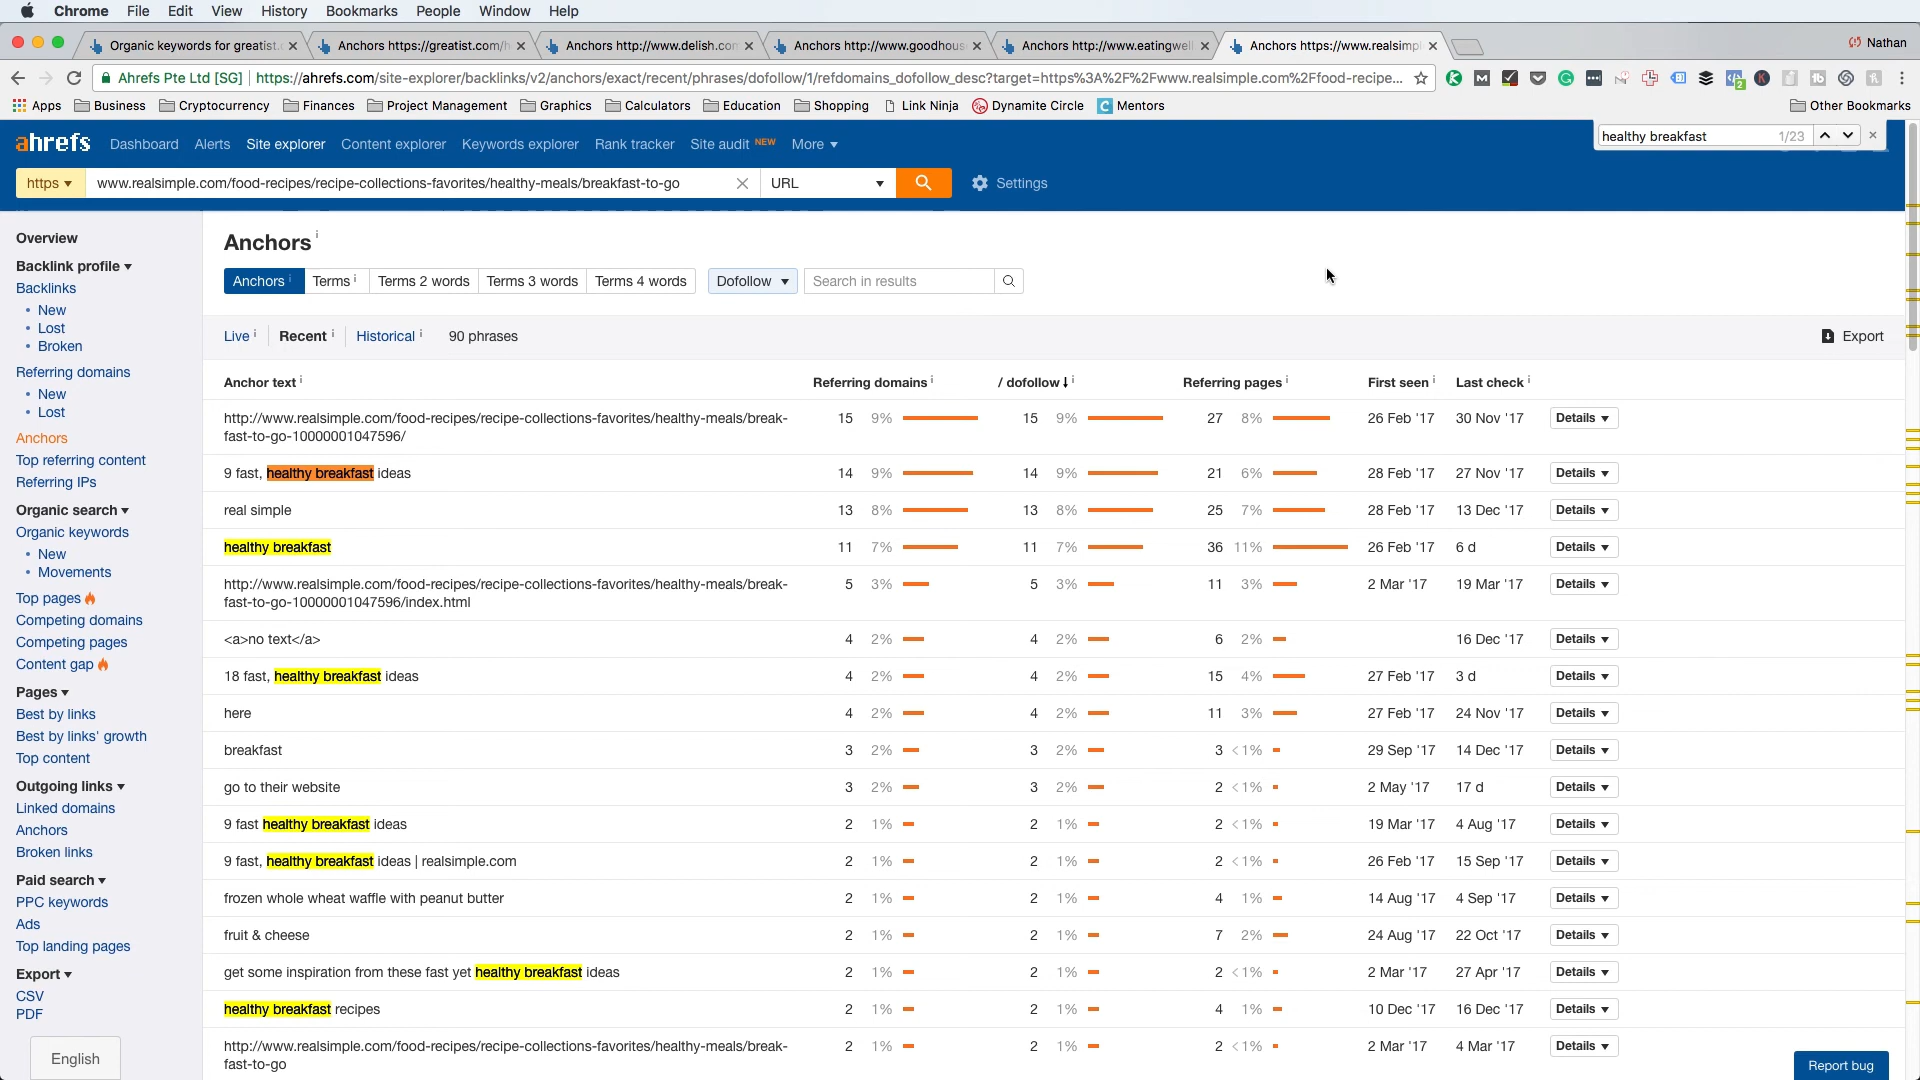 Chrome File Edit View History Bookmarks People Window Help
Organic keywords for greatist. Anchors https://greatist.com/h Anchors http://www.delish.com Anchors http://www.goodhous Anchors http://www.eatingwell Anchors https://www.realsimpl Nathan
Ahrefs Pte Ltd [SG] https://ahrefs.com/site-explorer/backlinks/v2/anchors/exact/recent/phrases/dofollow/1/refdomains_dofollow_desc?target=https%3A%2F%2Fwww.realsimple.com%2Ffood-recipe...
Apps Business Cryptocurrency Finances Project Management Graphics Calculators Education Shopping Link Ninja Dynamite Circle Mentors Other Bookmarks
healthy breakfast 1/23
ahrefs Dashboard Alerts Site explorer Content explorer Keywords explorer Rank tracker Site audit NEW More
https www.realsimple.com/food-recipes/recipe-collections-favorites/healthy-meals/breakfast-to-go URL Settings
Overview
Backlink profile
Backlinks
• New
• Lost
• Broken
Referring domains
• New
• Lost
Anchors
Top referring content
Referring IPs
Organic search
Organic keywords
• New
• Movements
Top pages
Competing domains
Competing pages
Content gap
Pages
Best by links
Best by links' growth
Top content
Outgoing links
Linked domains
Anchors
Broken links
Paid search
PPC keywords
Ads
Top landing pages
Export
CSV
PDF
English
Anchors i
Anchors i Terms i Terms 2 words Terms 3 words Terms 4 words Dofollow Search in results
Live i Recent i Historical i 90 phrases Export
Anchor text i Referring domains i / dofollow i Referring pages i First seen i Last check i
http://www.realsimple.com/food-recipes/recipe-collections-favorites/healthy-meals/break- 15 9% 15 9% 27 8% 26 Feb '17 30 Nov '17 Details
fast-to-go-10000001047596/
9 fast, healthy breakfast ideas 14 9% 14 9% 21 6% 28 Feb '17 27 Nov '17 Details
real simple 13 8% 13 8% 25 7% 28 Feb '17 13 Dec '17 Details
healthy breakfast 11 7% 11 7% 36 11% 26 Feb '17 6 d Details
http://www.realsimple.com/food-recipes/recipe-collections-favorites/healthy-meals/break- 5 3% 5 3% 11 3% 2 Mar '17 19 Mar '17 Details
fast-to-go-10000001047596/index.html
<a>no text</a> 4 2% 4 2% 6 2% 16 Dec '17 Details
18 fast, healthy breakfast ideas 4 2% 4 2% 15 4% 27 Feb '17 3 d Details
here 4 2% 4 2% 11 3% 27 Feb '17 24 Nov '17 Details
breakfast 3 2% 3 2% 3 <1% 29 Sep '17 14 Dec '17 Details
go to their website 3 2% 3 2% 2 <1% 2 May '17 17 d Details
9 fast healthy breakfast ideas 2 1% 2 1% 2 <1% 19 Mar '17 4 Aug '17 Details
9 fast, healthy breakfast ideas | realsimple.com 2 1% 2 1% 2 <1% 26 Feb '17 15 Sep '17 Details
frozen whole wheat waffle with peanut butter 2 1% 2 1% 4 1% 14 Aug '17 4 Sep '17 Details
fruit & cheese 2 1% 2 1% 7 2% 24 Aug '17 22 Oct '17 Details
get some inspiration from these fast yet healthy breakfast ideas 2 1% 2 1% 2 <1% 2 Mar '17 27 Apr '17 Details
healthy breakfast recipes 2 1% 2 1% 4 1% 10 Dec '17 16 Dec '17 Details
http://www.realsimple.com/food-recipes/recipe-collections-favorites/healthy-meals/break- 2 1% 2 1% 2 <1% 2 Mar '17 4 Mar '17 Details
fast-to-go
Report bug